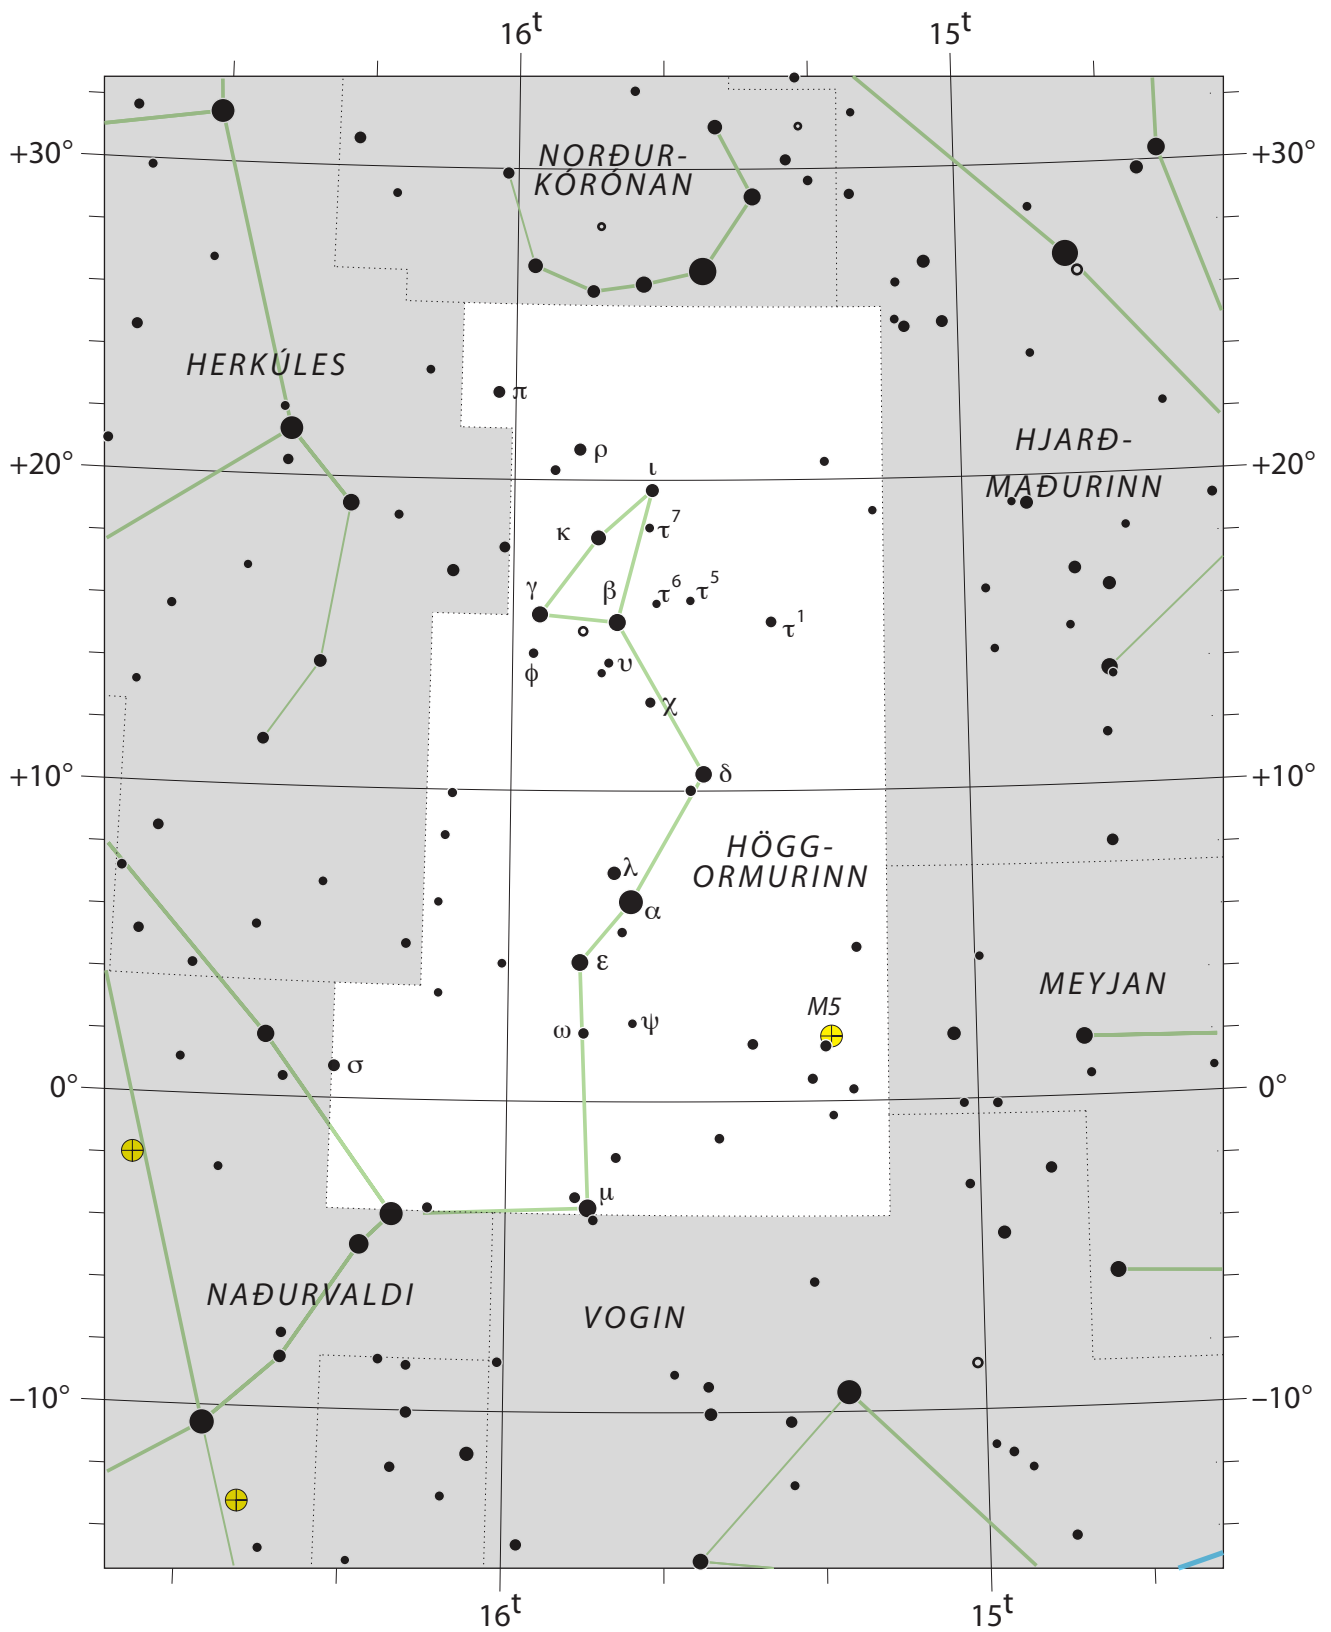 16t 15t
+30° +30°
NORÐUR-
KÓRÓNAN
HERKÚLES
π
HJARÐ-
ρ
+20° +20°
ι
MAÐURINN
κ τ7
γ β τ6 τ5
τ1
φ υ
χ
+10° δ +10°
HÖGG-
ORMURINN
λ
α
ε
MEYJAN
M5
ω ψ
σ
0° 0°
μ
NAÐURVALDI
VOGIN
–10° –10°
16t 15t